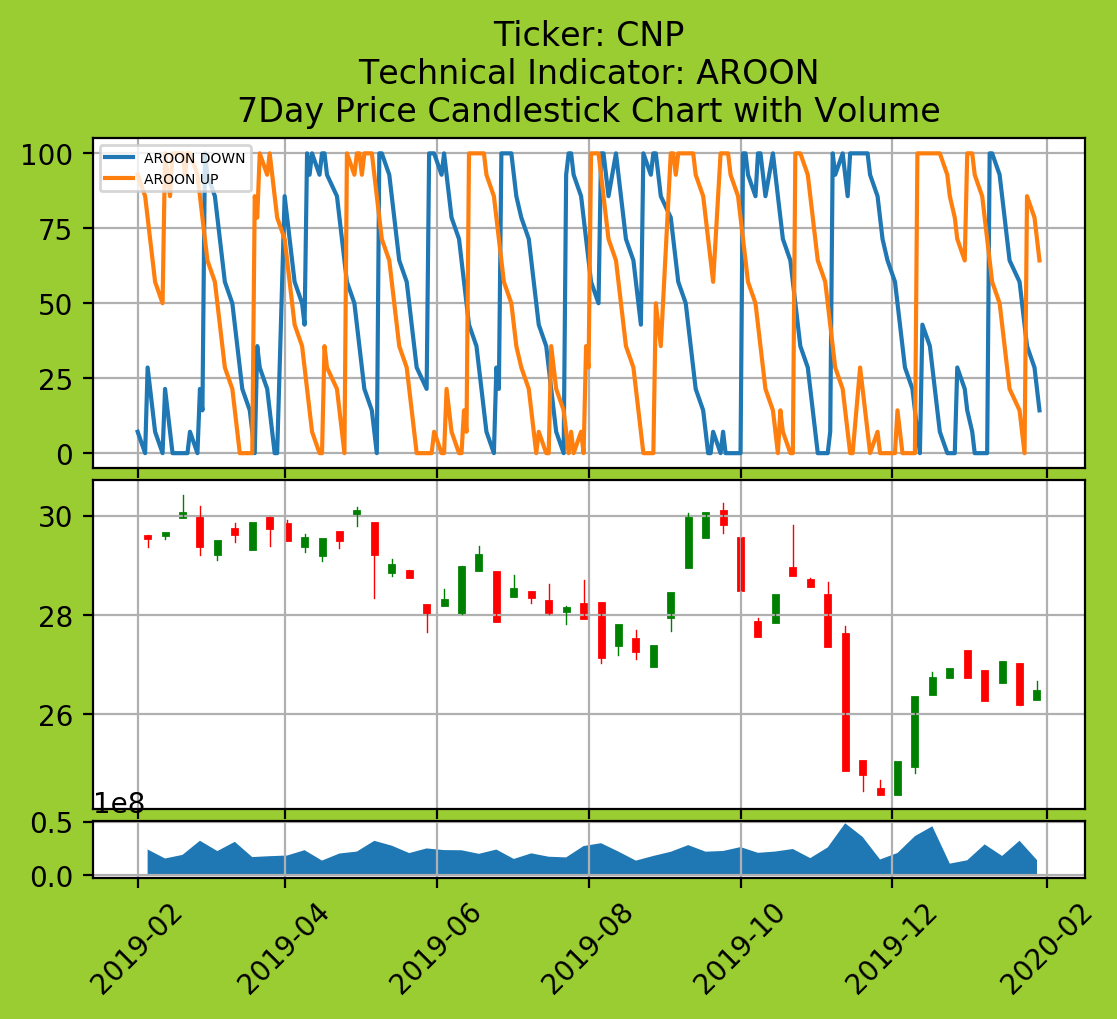 Ticker: CNP
Technical Indicator: AROON
7Day Price Candlestick Chart with Volume
100
75
50
25
0
AROON DOWN
AROON UP
30
28
26
1e8
0.5
0.0
2019-02
2019-04
2019-06
2019-08
2019-10
2019-12
2020-02